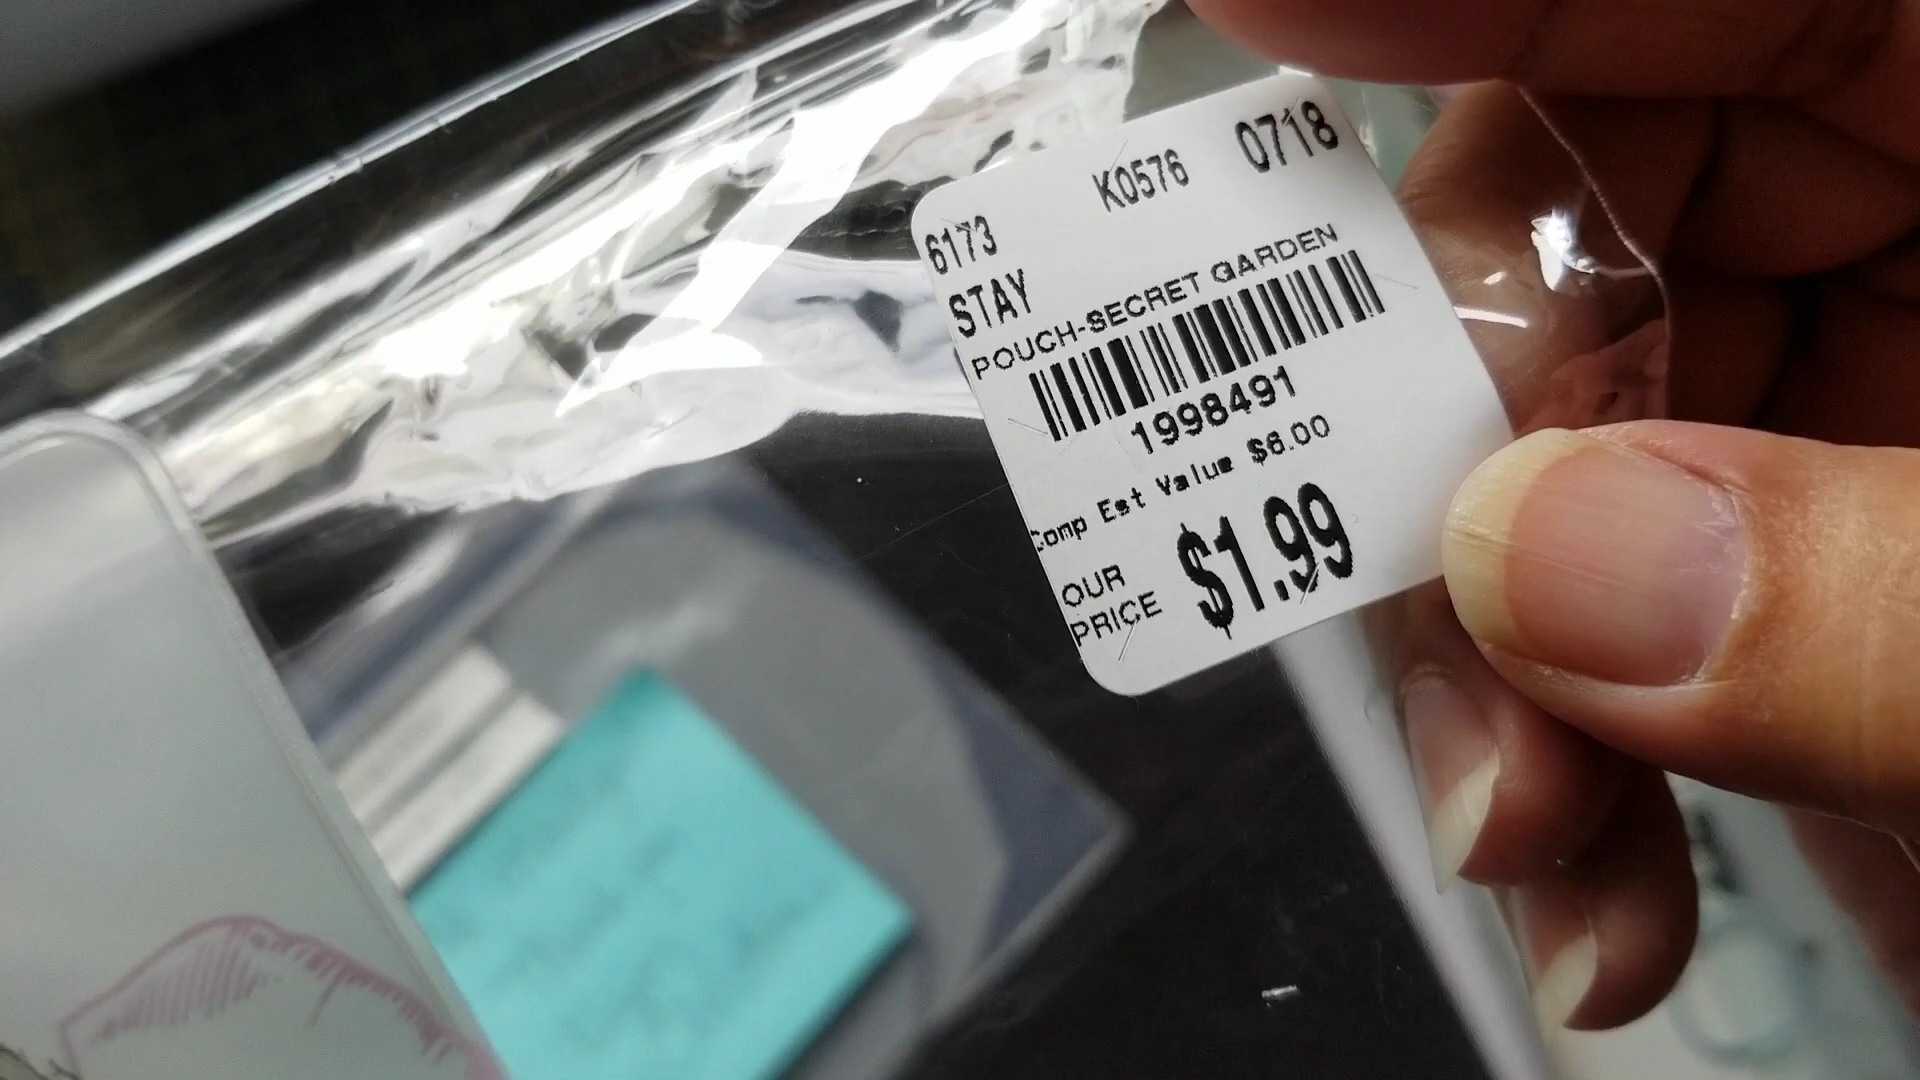 K0576 0718
6173
STAY
POUCH-SECRET GARDEN
1998491
Comp Est Value $6.00
OUR
PRICE $1.99